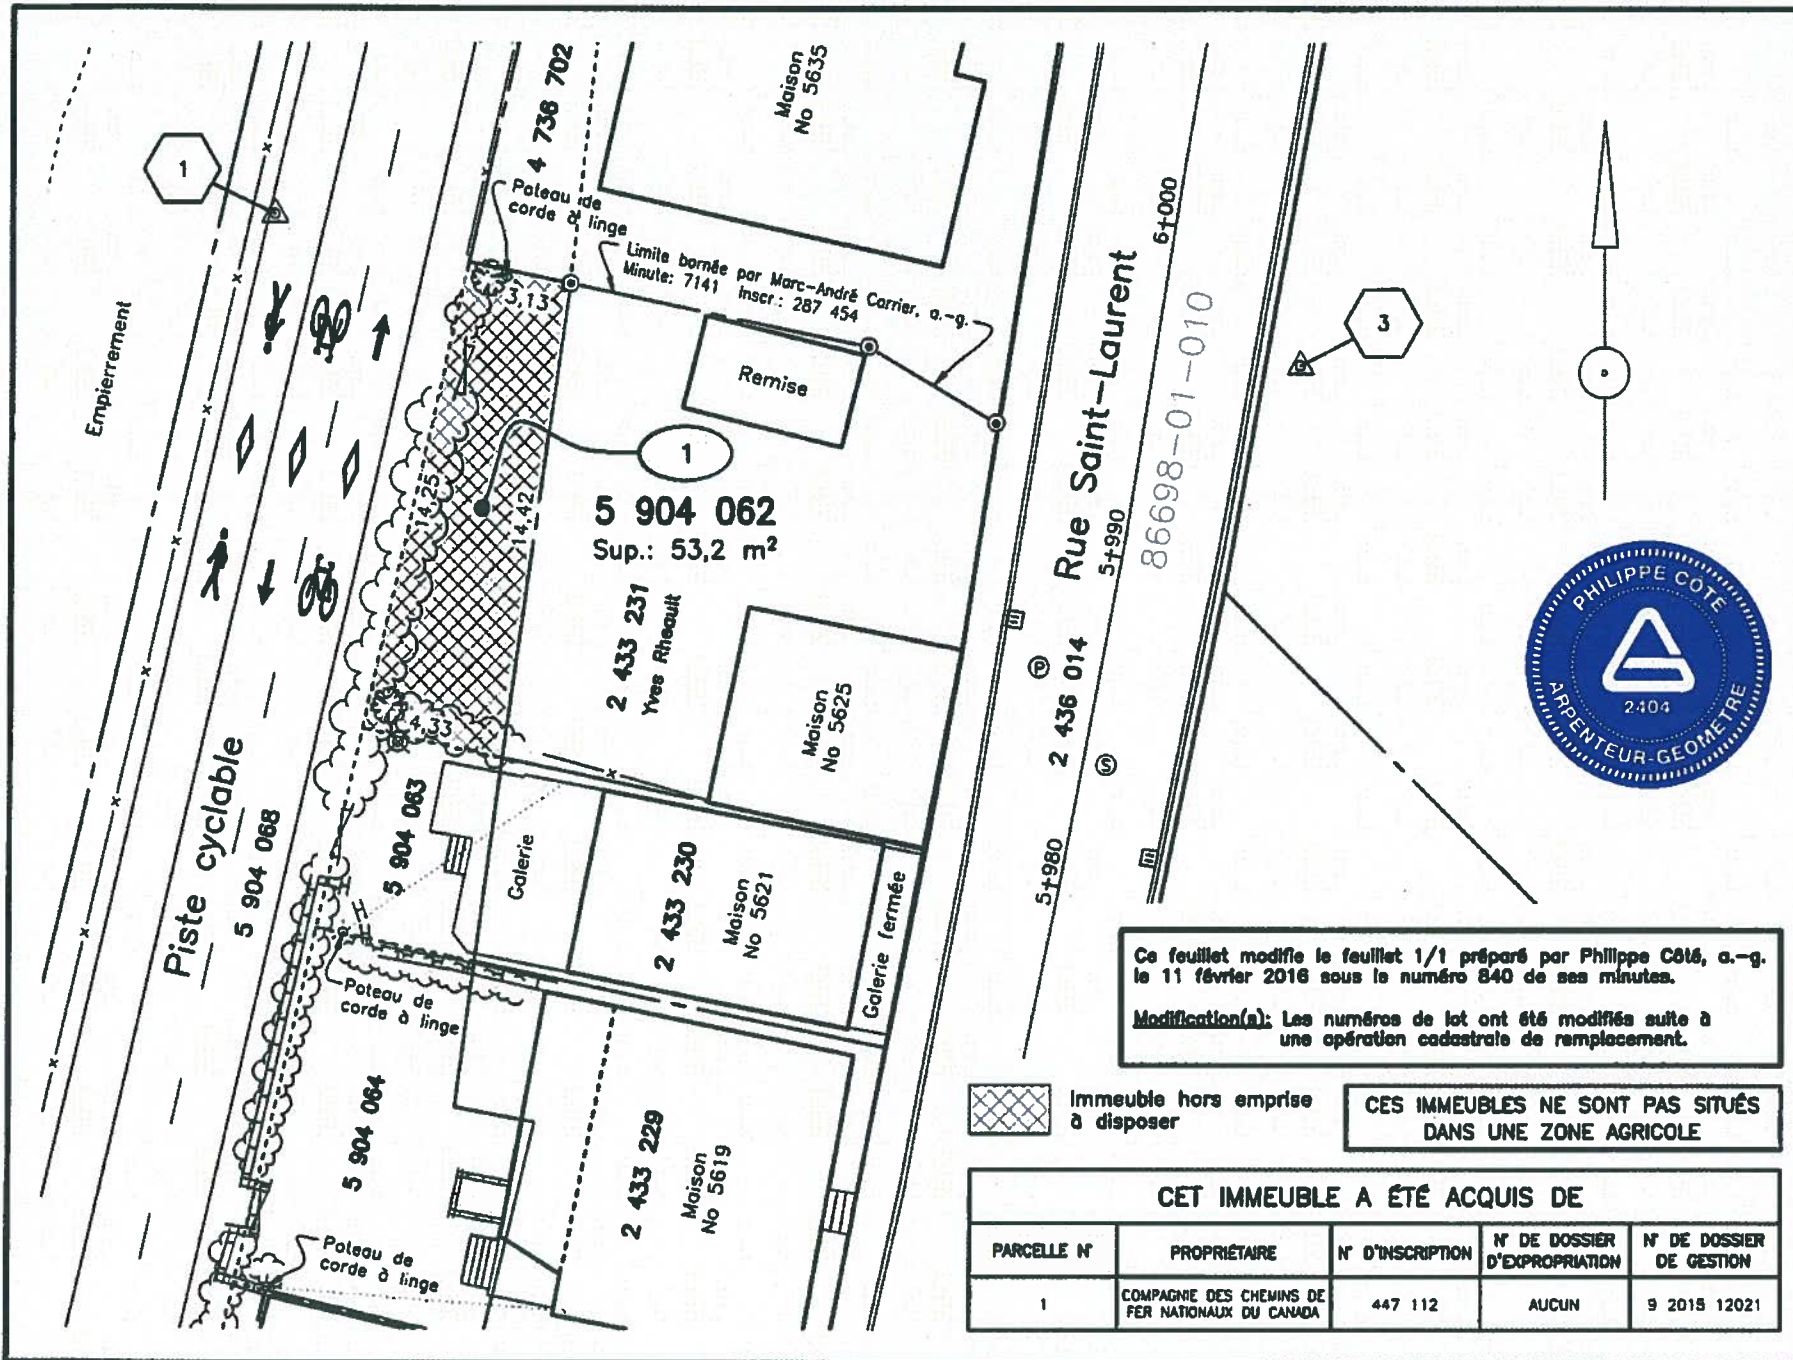 4 736 702
Maison
No 5635
1
Poteau de
corde à linge
Limite bornée par Marc-André Carrier, a.-g.
Minute: 7141 Inscr.: 287 454
3,13
Empierrement
Remise
1
14,25
14,42
5 904 062
Sup.: 53,2 m²
2 433 231
Yves Rheault
Rue Saint-Laurent
6+000
5+990
5+980
86698-01-010
3
2 436 014
P
S
Maison
No 5625
4,33
Piste cyclable
5 904 068
5 904 063
Galerie
2 433 230
Maison
No 5621
Galerie fermée
Poteau de
corde à linge
5 904 064
2 433 229
Maison
No 5619
Poteau de
corde à linge
PHILIPPE CÔTÉ
2404
ARPENTEUR-GÉOMÈTRE
Ce feuillet modifie le feuillet 1/1 préparé par Philippe Côté, a.-g.
le 11 février 2016 sous le numéro 840 de ses minutes.
Modification(s): Les numéros de lot ont été modifiés suite à
une opération cadastrale de remplacement.
Immeuble hors emprise
à disposer
CES IMMEUBLES NE SONT PAS SITUÉS
DANS UNE ZONE AGRICOLE
CET IMMEUBLE A ÉTÉ ACQUIS DE
PARCELLE N° PROPRIÉTAIRE N° D'INSCRIPTION N° DE DOSSIER D'EXPROPRIATION N° DE DOSSIER DE GESTION
1 COMPAGNIE DES CHEMINS DE FER NATIONAUX DU CANADA 447 112 AUCUN 9 2015 12021